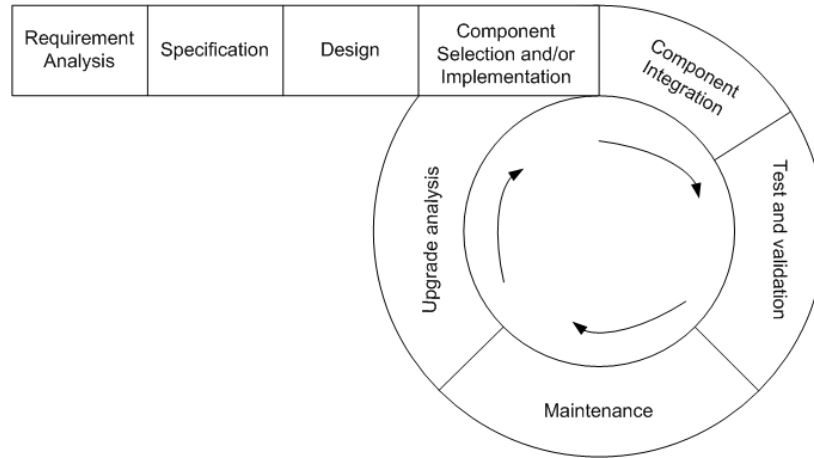 Requirement
Analysis
Specification
Design
Component
Selection and/or
Implementation
Component
Integration
Test and validation
Maintenance
Upgrade analysis